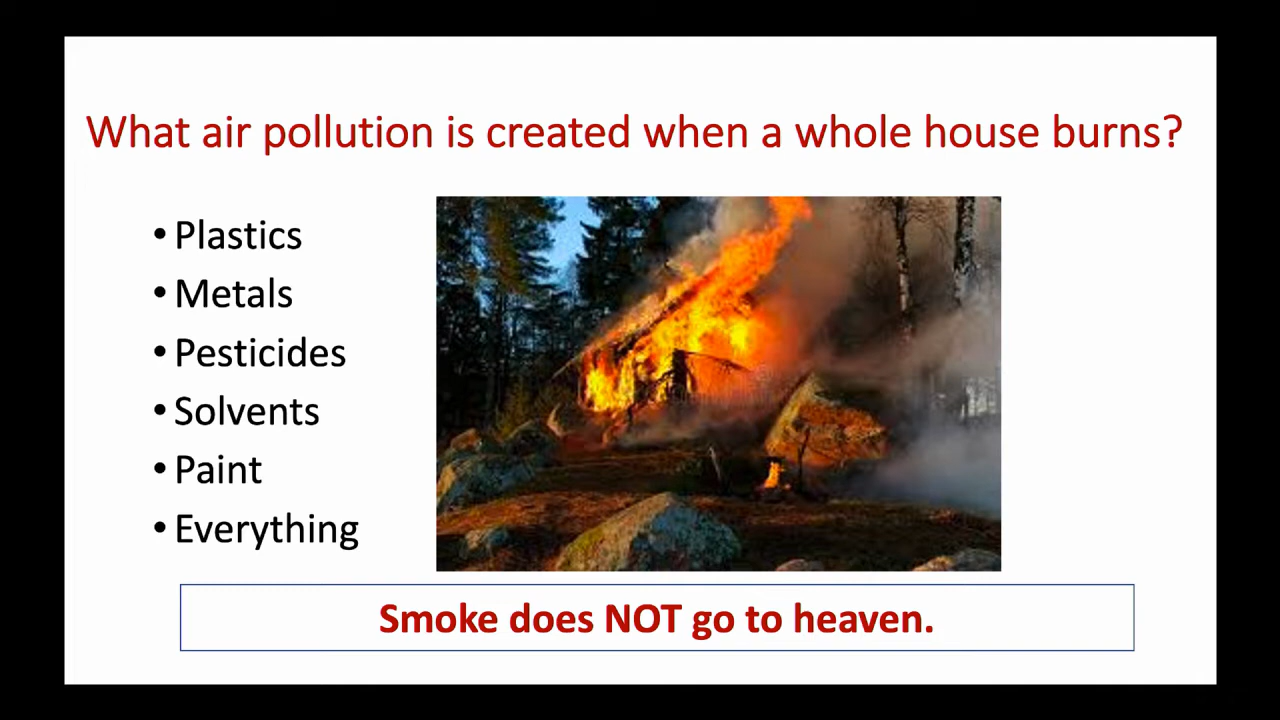 What air pollution is created when a whole house burns?
• Plastics
• Metals
• Pesticides
• Solvents
• Paint
• Everything
Smoke does NOT go to heaven.